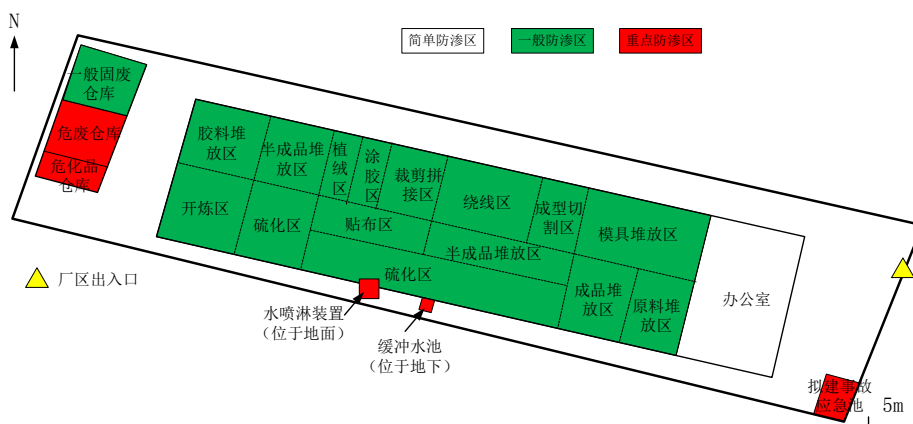 N
简单防渗区
一般防渗区
重点防渗区
一般固废
仓库
危废仓库
危化品
仓库
胶料堆
放区
半成品堆
放区
植
绒
区
涂
胶
区
裁剪拼
接区
绕线区
成型切
割区
模具堆放区
开炼区
硫化区
贴布区
半成品堆放区
硫化区
成品堆
放区
原料堆
放区
办公室
厂区出入口
水喷淋装置
（位于地面）
缓冲水池
（位于地下）
拟建事故
应急池
5m